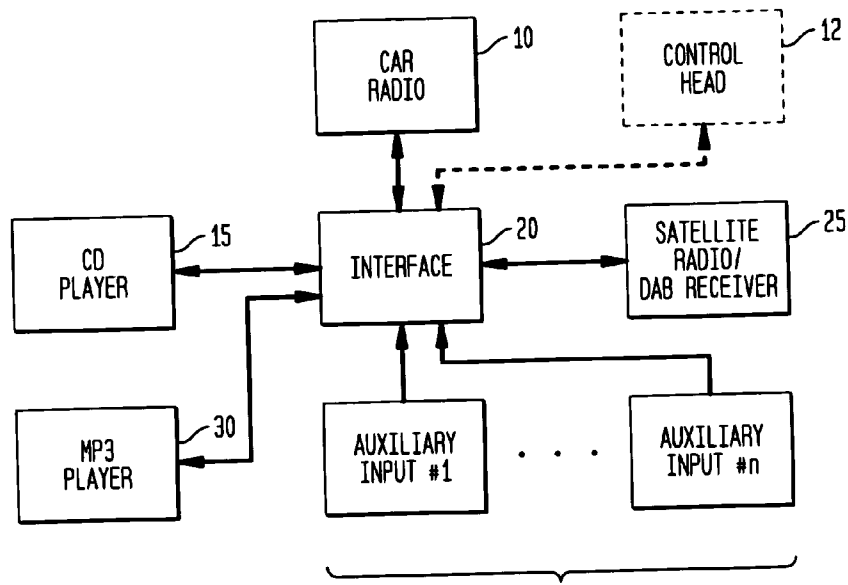 CAR
RADIO
10
CONTROL
HEAD
12
CD
PLAYER
15
INTERFACE
20
SATELLITE
RADIO/
DAB RECEIVER
25
MP3
PLAYER
30
AUXILIARY
INPUT #1
. . .
AUXILIARY
INPUT #n